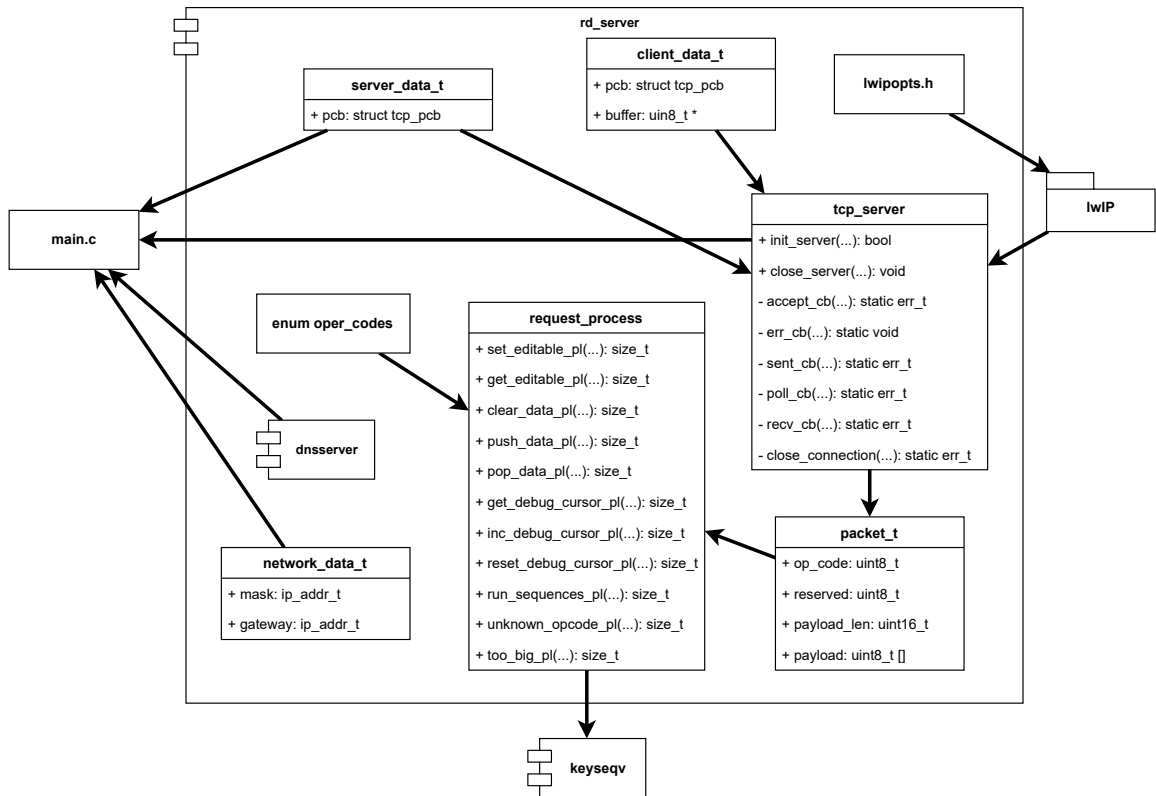 rd_server
client_data_t
+ pcb: struct tcp_pcb
+ buffer: uin8_t *
server_data_t
+ pcb: struct tcp_pcb
lwipopts.h
lwIP
main.c
tcp_server
+ init_server(...): bool
+ close_server(...): void
- accept_cb(...): static err_t
- err_cb(...): static void
- sent_cb(...): static err_t
- poll_cb(...): static err_t
- recv_cb(...): static err_t
- close_connection(...): static err_t
enum oper_codes
request_process
+ set_editable_pl(...): size_t
+ get_editable_pl(...): size_t
+ clear_data_pl(...): size_t
+ push_data_pl(...): size_t
+ pop_data_pl(...): size_t
+ get_debug_cursor_pl(...): size_t
+ inc_debug_cursor_pl(...): size_t
+ reset_debug_cursor_pl(...): size_t
+ run_sequences_pl(...): size_t
+ unknown_opcode_pl(...): size_t
+ too_big_pl(...): size_t
dnsserver
network_data_t
+ mask: ip_addr_t
+ gateway: ip_addr_t
packet_t
+ op_code: uint8_t
+ reserved: uint8_t
+ payload_len: uint16_t
+ payload: uint8_t []
keyseqv